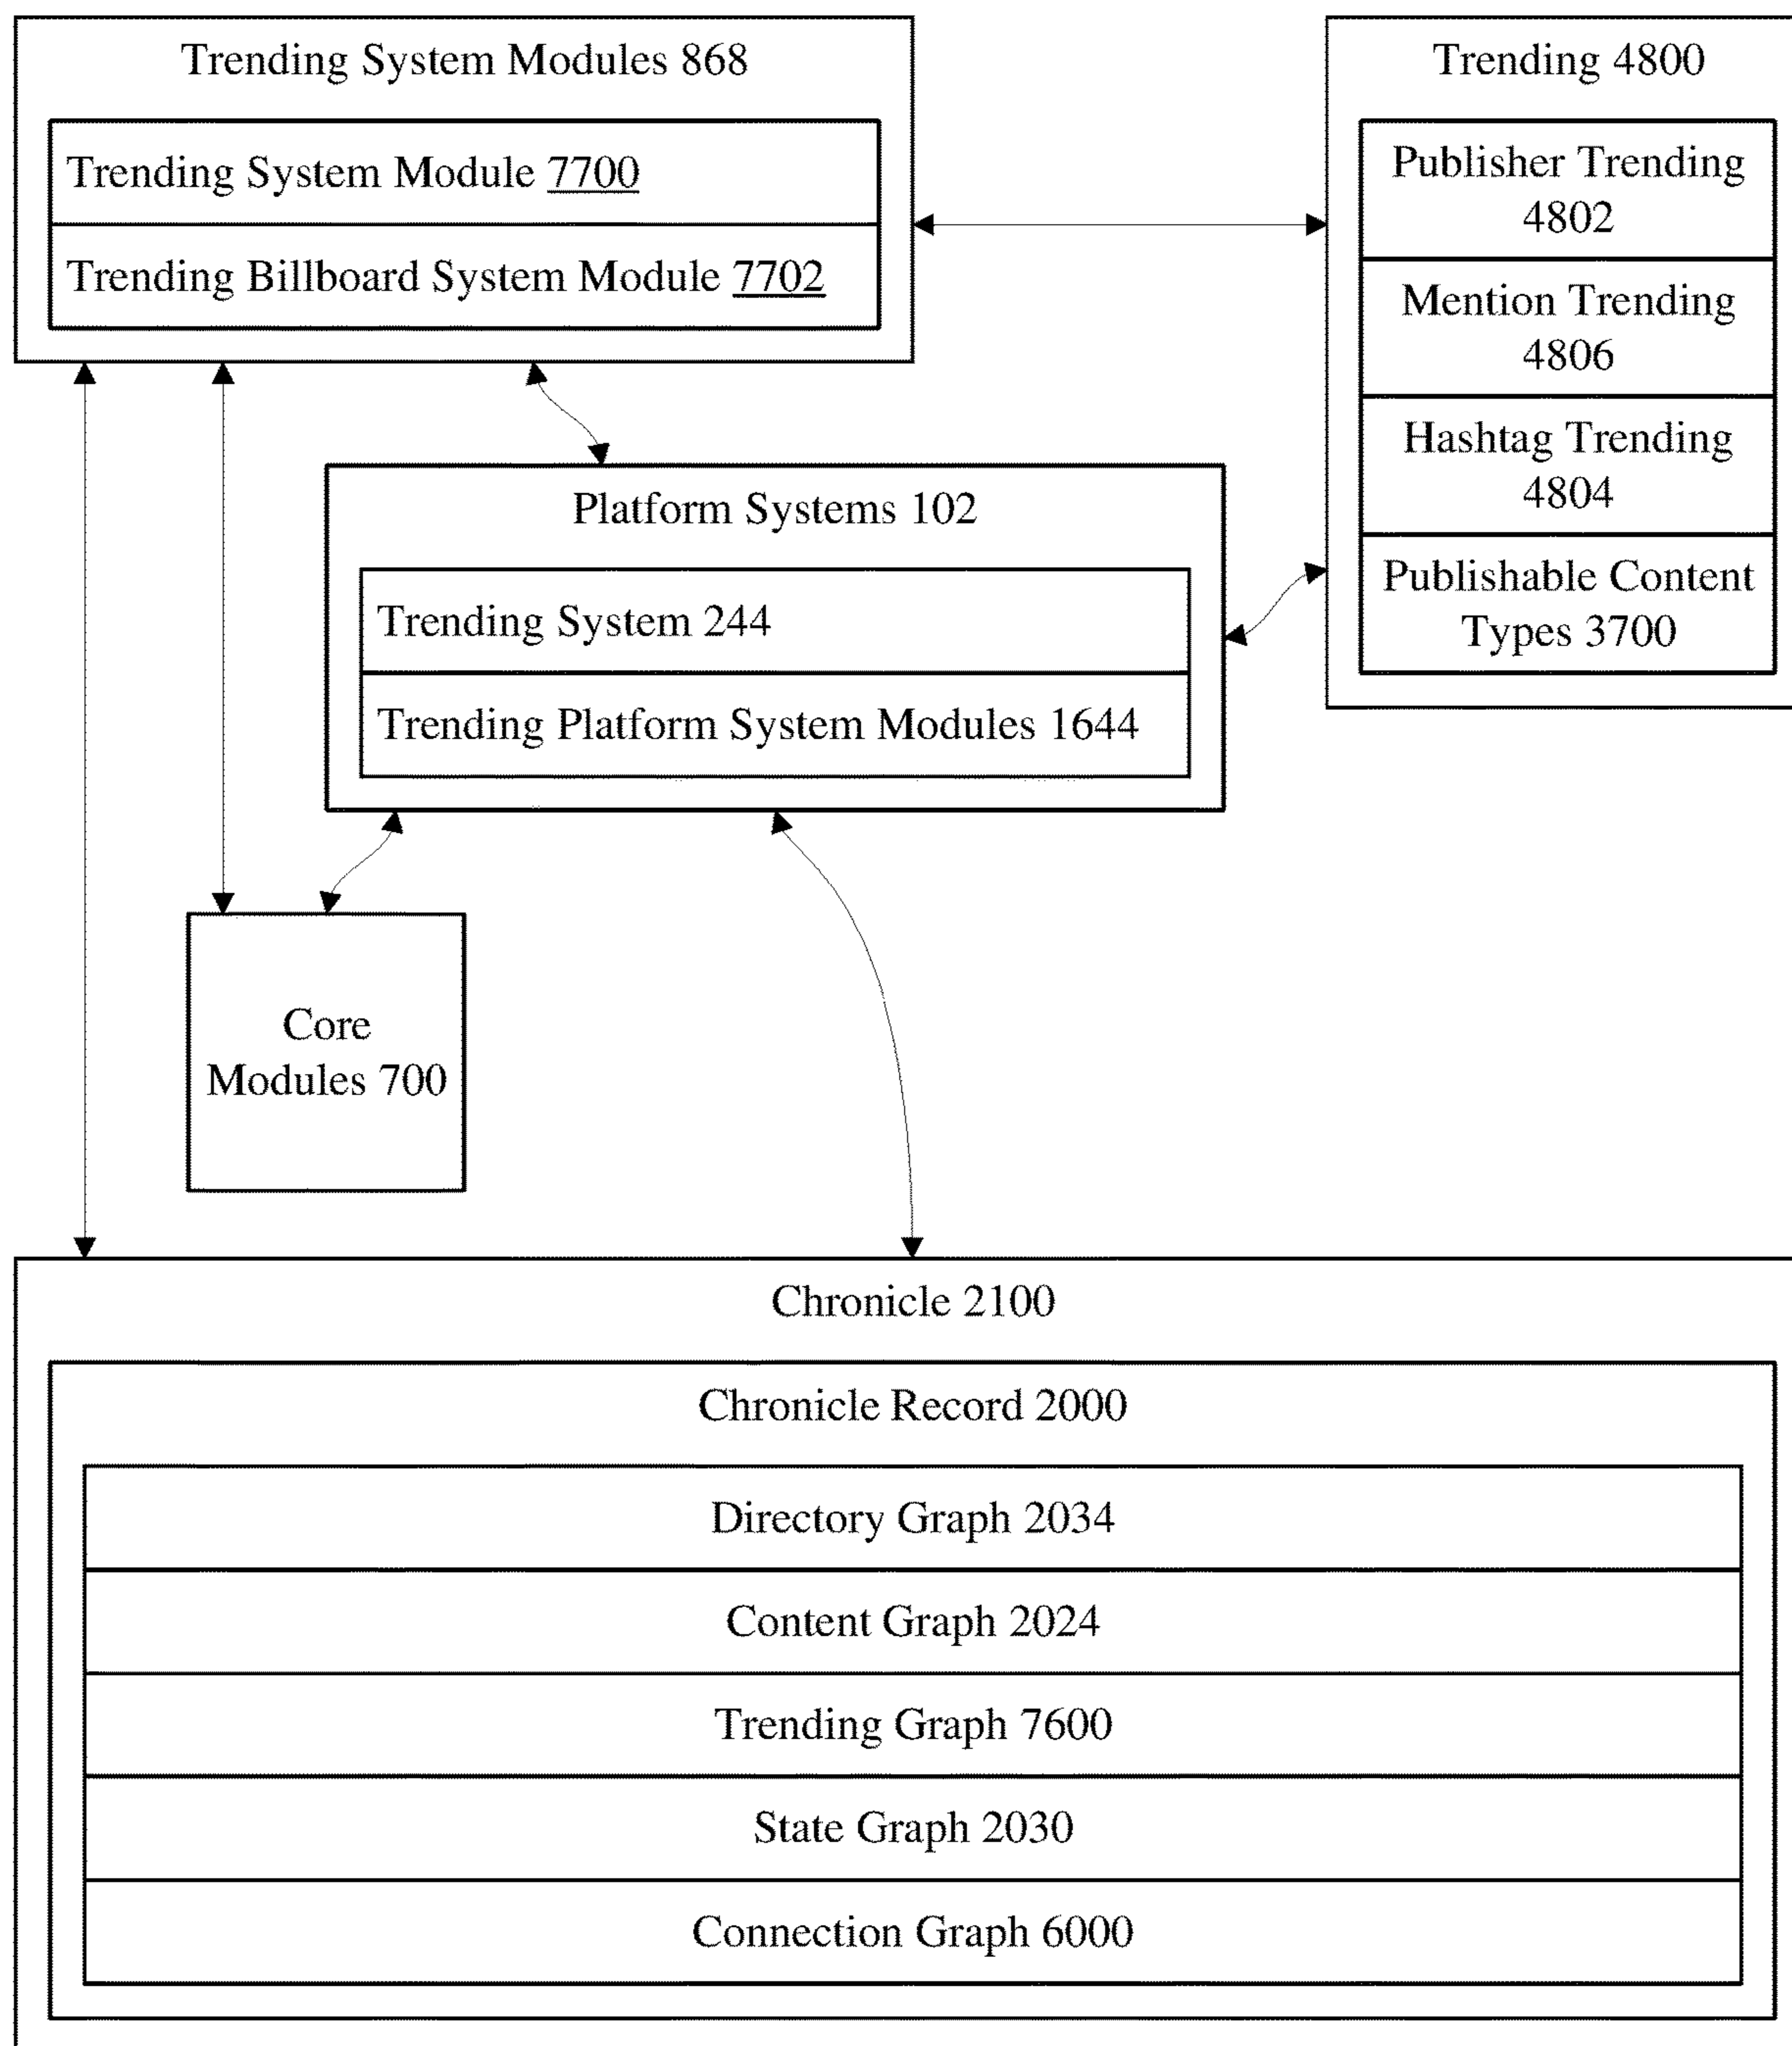 Trending System Modules 868
Trending System Module 7700
Trending Billboard System Module 7702
Trending 4800
Publisher Trending
4802
Mention Trending
4806
Hashtag Trending
4804
Publishable Content
Types 3700
Platform Systems 102
Trending System 244
Trending Platform System Modules 1644
Core
Modules 700
Chronicle 2100
Chronicle Record 2000
Directory Graph 2034
Content Graph 2024
Trending Graph 7600
State Graph 2030
Connection Graph 6000